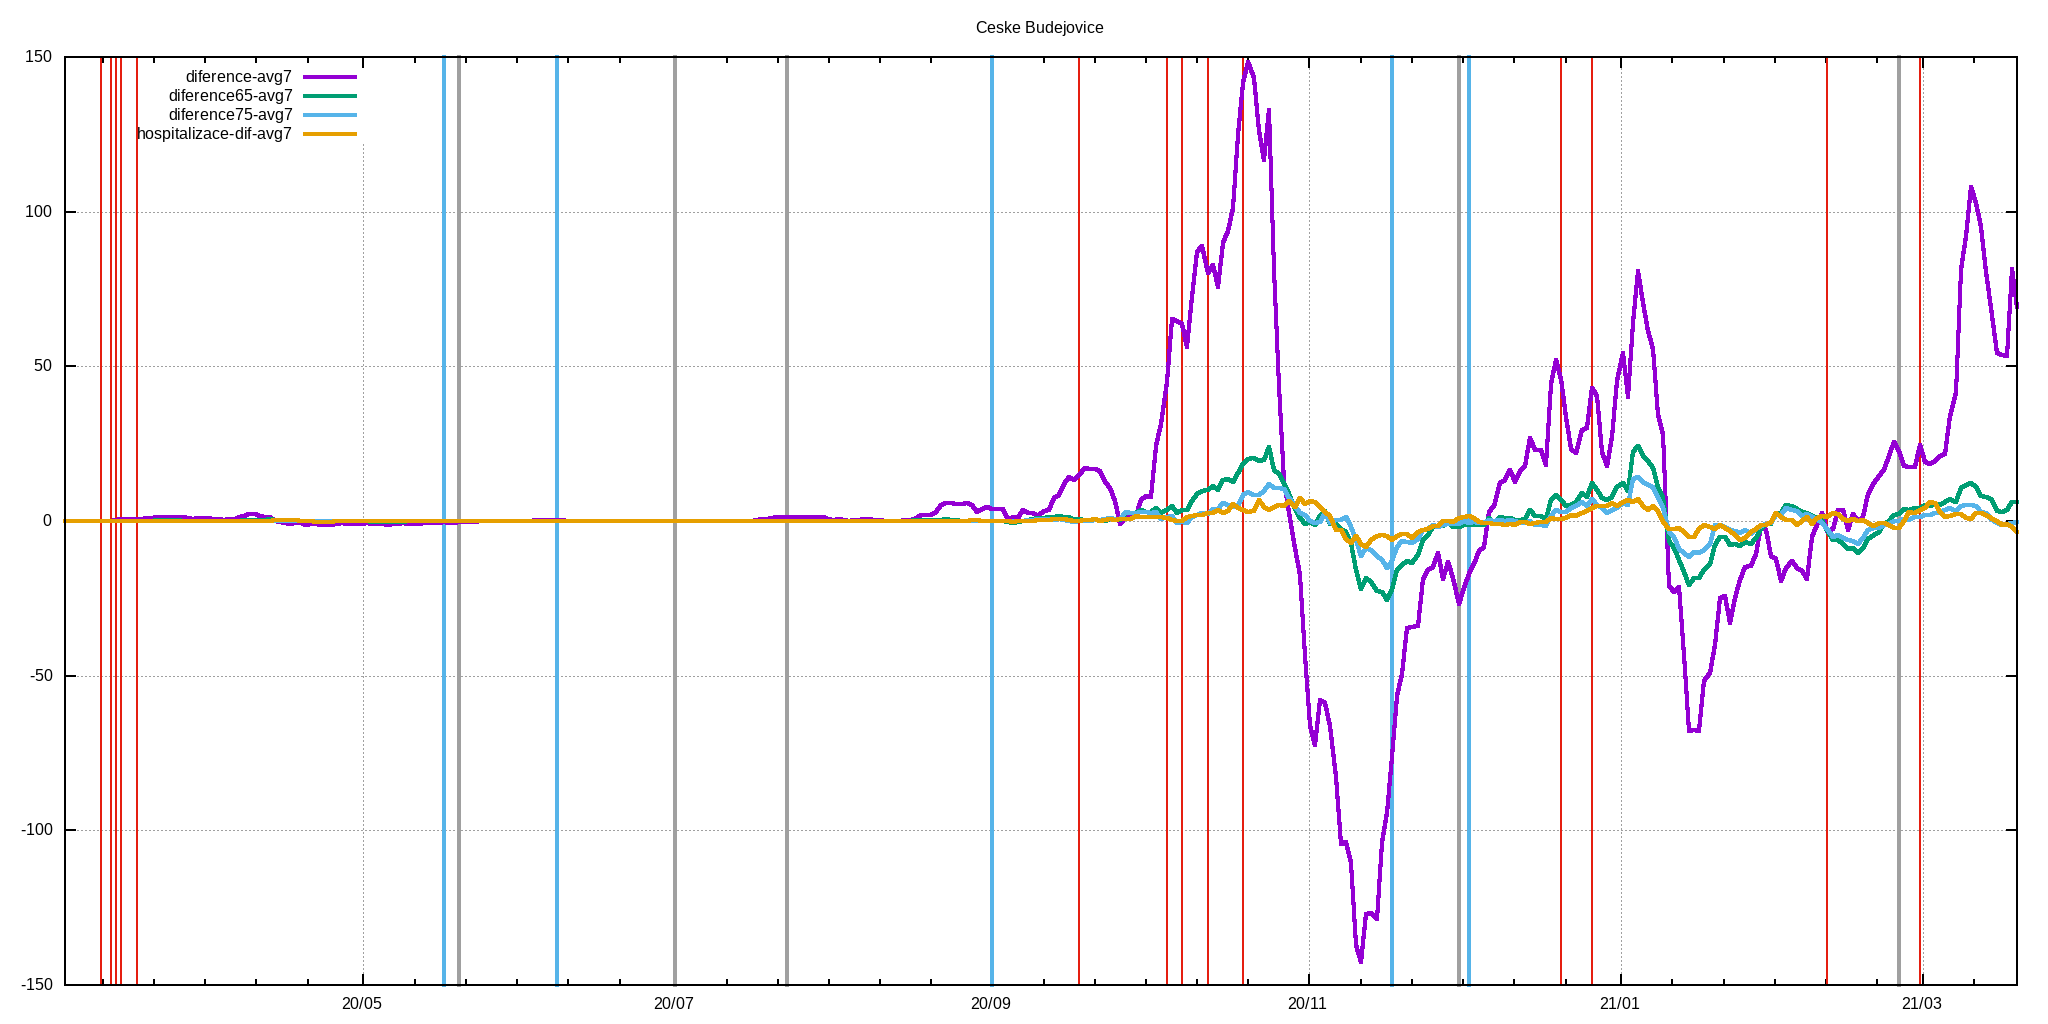 Ceske Budejovice
diference-avg7
diference65-avg7
diference75-avg7
hospitalizace-dif-avg7
150
100
50
0
-50
-100
-150
20/05
20/07
20/09
20/11
21/01
21/03